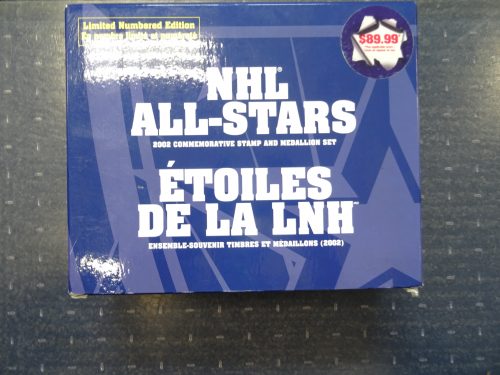 Limited Numbered Edition
$89.99
NHL
ALL-STARS
2002 COMMEMORATIVE STAMP AND MEDALLION SET
ÉTOILES
DE LA LNH
ENSEMBLE-SOUVENIR TIMBRES ET MÉDAILLONS (2002)